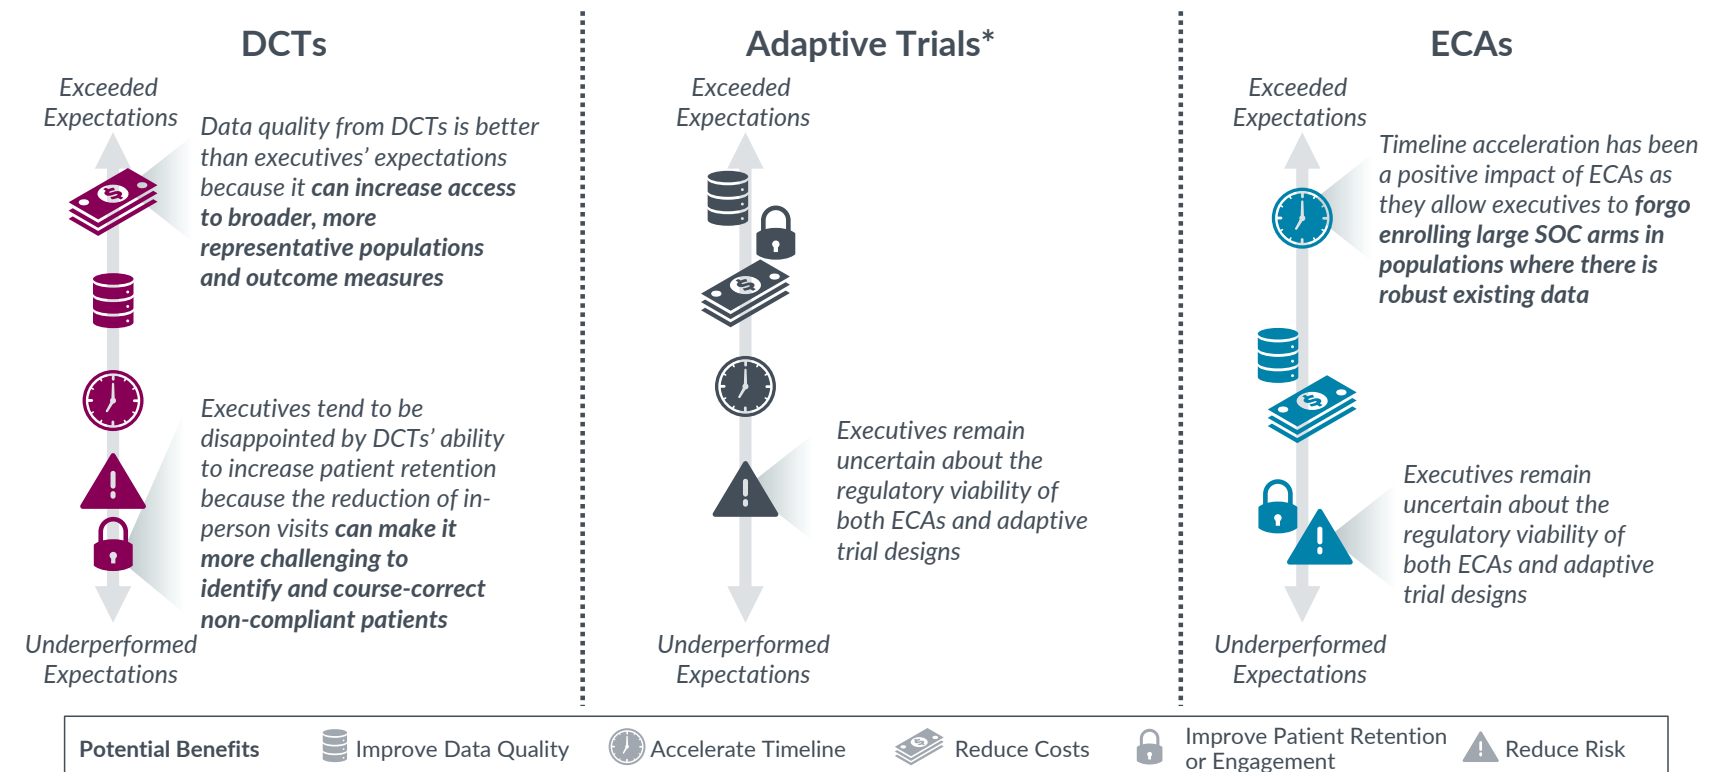 DCTs
Exceeded
Expectations
Data quality from DCTs is better
than executives’ expectations
because it can increase access
to broader, more
representative populations
and outcome measures
Executives tend to be
disappointed by DCTs’ ability
to increase patient retention
because the reduction of in-
person visits can make it
more challenging to
identify and course-correct
non-compliant patients
Underperformed
Expectations
Adaptive Trials*
Exceeded
Expectations
Executives remain
uncertain about the
regulatory viability of
both ECAs and adaptive
trial designs
Underperformed
Expectations
ECAs
Exceeded
Expectations
Timeline acceleration has been
a positive impact of ECAs as
they allow executives to forgo
enrolling large SOC arms in
populations where there is
robust existing data
Executives remain
uncertain about the
regulatory viability of
both ECAs and adaptive
trial designs
Underperformed
Expectations
Potential Benefits
Improve Data Quality
Accelerate Timeline
Reduce Costs
Improve Patient Retention
or Engagement
Reduce Risk